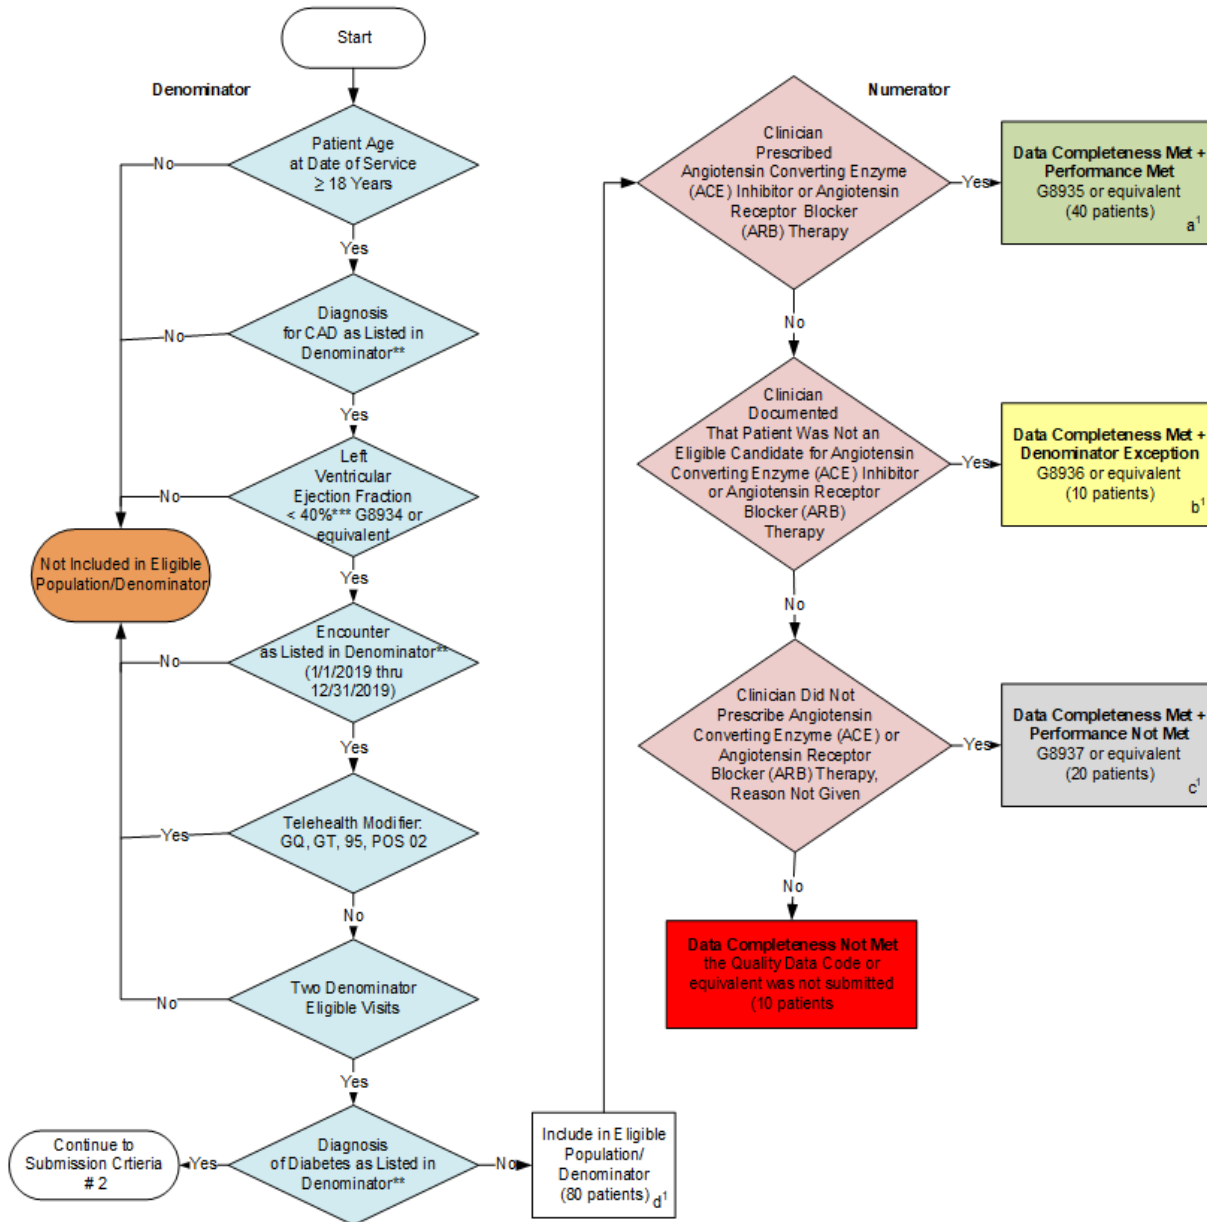 Start
Denominator
Patient Age
at Date of Service
≥ 18 Years
No
Yes
Diagnosis
for CAD as Listed in
Denominator**
No
Yes
Left
Ventricular
Ejection Fraction
< 40%*** G8934 or
equivalent
No
Not Included in Eligible
Population/Denominator
Yes
Encounter
as Listed in Denominator**
(1/1/2019 thru
12/31/2019)
No
Yes
Telehealth Modifier:
GQ, GT, 95, POS 02
Yes
No
Two Denominator
Eligible Visits
No
Yes
Diagnosis
of Diabetes as Listed in
Denominator**
Yes
Continue to
Submission Crtieria
# 2
No
Include in Eligible
Population/
Denominator
(80 patients) d¹
Numerator
Clinician
Prescribed
Angiotensin Converting Enzyme
(ACE) Inhibitor or Angiotensin
Receptor Blocker
(ARB) Therapy
Yes
Data Completeness Met +
Performance Met
G8935 or equivalent
(40 patients)
a¹
No
Clinician
Documented
That Patient Was Not an
Eligible Candidate for Angiotensin
Converting Enzyme (ACE) Inhibitor
or Angiotensin Receptor
Blocker (ARB)
Therapy
Yes
Data Completeness Met +
Denominator Exception
G8936 or equivalent
(10 patients)
b¹
No
Clinician Did Not
Prescribe Angiotensin
Converting Enzyme (ACE) or
Angiotensin Receptor
Blocker (ARB) Therapy,
Reason Not Given
Yes
Data Completeness Met +
Performance Not Met
G8937 or equivalent
(20 patients)
c¹
No
Data Completeness Not Met
the Quality Data Code or
equivalent was not submitted
(10 patients